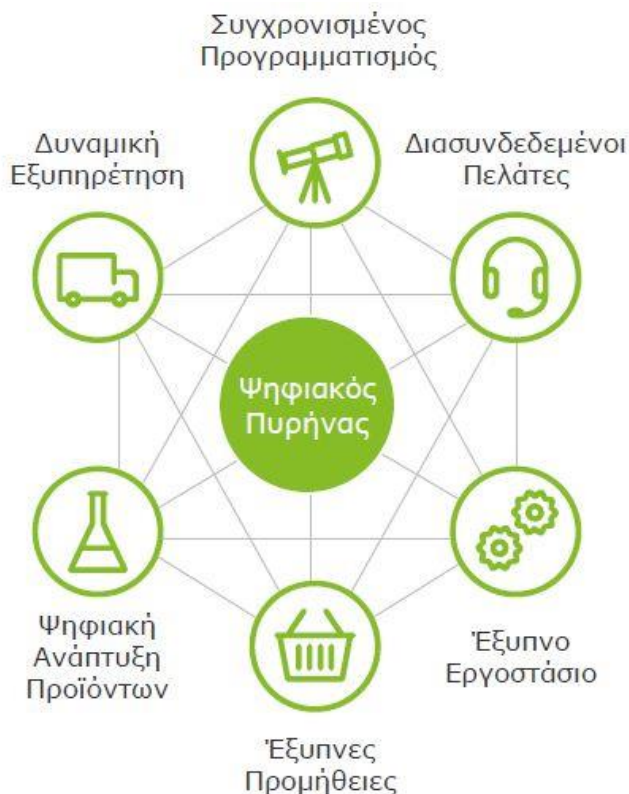 Συγχρονισμένος
Προγραμματισμός
Δυναμική
Εξυπηρέτηση
Διασυνδεδεμένοι
Πελάτες
Ψηφιακός
Πυρήνας
Ψηφιακή
Ανάπτυξη
Προϊόντων
Έξυπνο
Εργοστάσιο
Έξυπνες
Προμήθειες